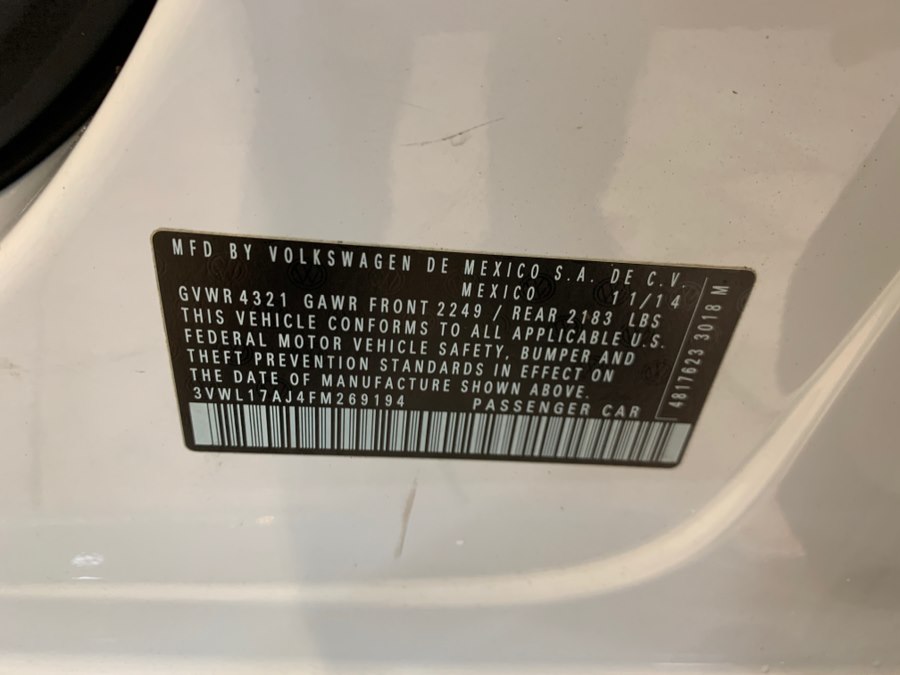 MFD BY VOLKSWAGEN DE MEXICO S.A. DE C.V.
MEXICO 11/14
GVWR 4321 GAWR FRONT 2249 / REAR 2183 LBS
THIS VEHICLE CONFORMS TO ALL APPLICABLE U.S.
FEDERAL MOTOR VEHICLE SAFETY, BUMPER AND
THEFT PREVENTION STANDARDS IN EFFECT ON
THE DATE OF MANUFACTURE SHOWN ABOVE.
3VWL17AJ4FM269194 PASSENGER CAR
4817623 3018 M